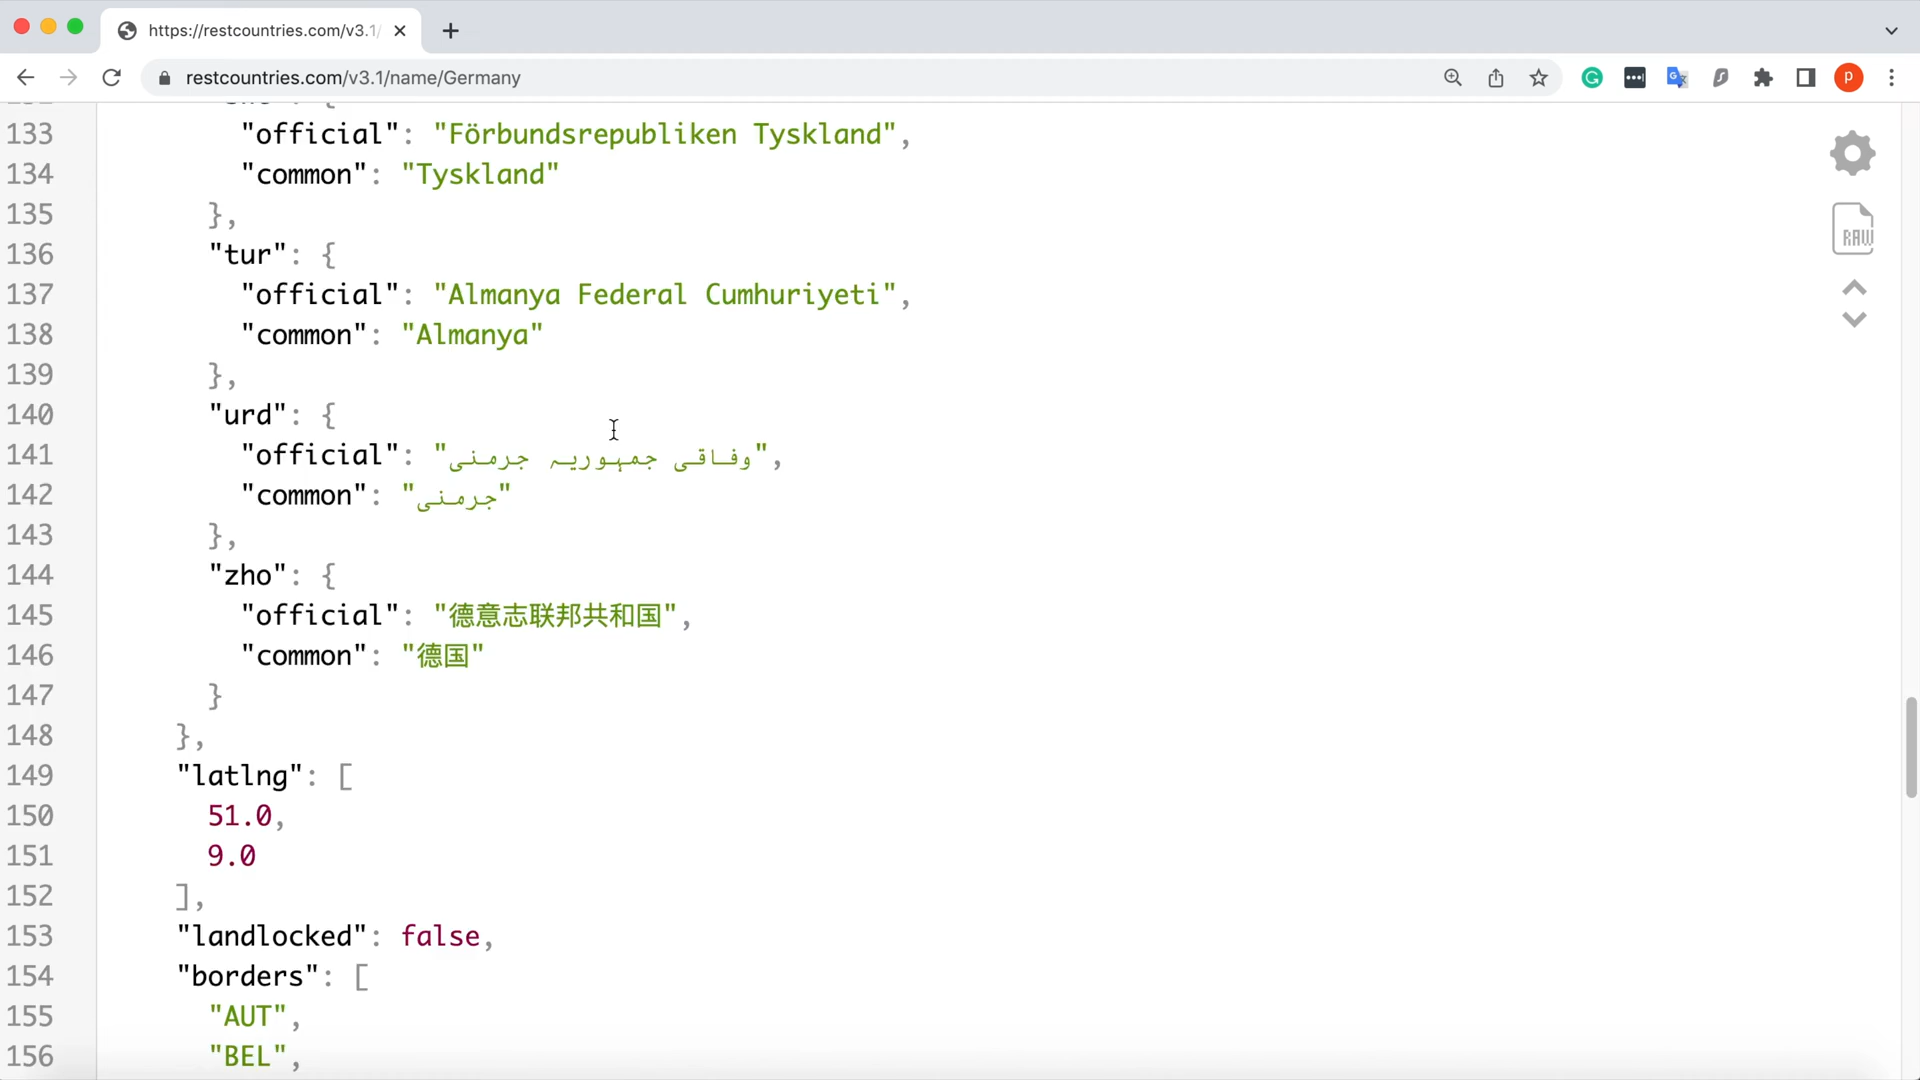 https://restcountries.com/v3.1/
restcountries.com/v3.1/name/Germany
P
133 "official": "Förbundsrepubliken Tyskland",
134 "common": "Tyskland"
135 },
136 "tur": {
137 "official": "Almanya Federal Cumhuriyeti",
138 "common": "Almanya"
139 },
140 "urd": {
141 "official": "وفاقی جمہوریہ جرمنی",
142 "common": "جرمنی"
143 },
144 "zho": {
145 "official": "德意志联邦共和国",
146 "common": "德国"
147 }
148 },
149 "latlng": [
150 51.0,
151 9.0
152 ],
153 "landlocked": false,
154 "borders": [
155 "AUT",
156 "BEL",
RAW